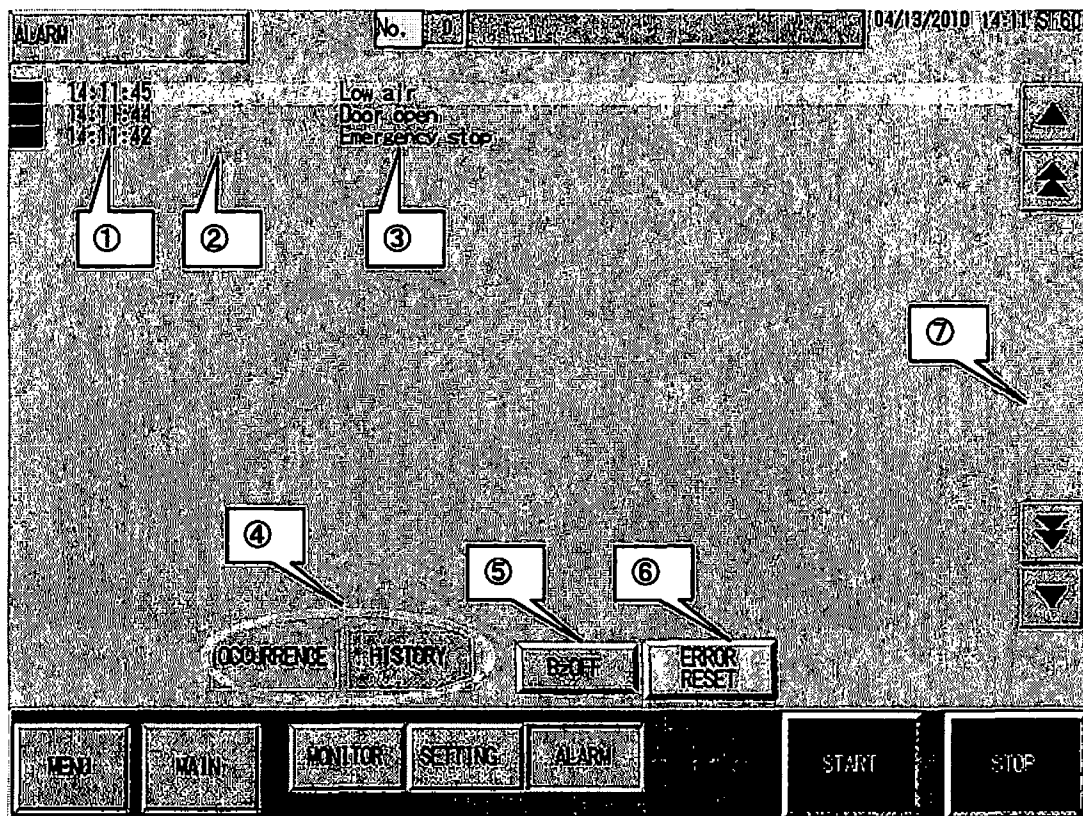 ALARM
No. 0
04/13/2010 14:11
14:11:45 Low air
14:11:44 Door open
14:11:42 Emergency stop
①
②
③
⑦
④
⑤
⑥
OCCURRENCE
HISTORY
BzOFF
ERROR
RESET
MENU
MAIN
MONITOR
SETTING
ALARM
START
STOP